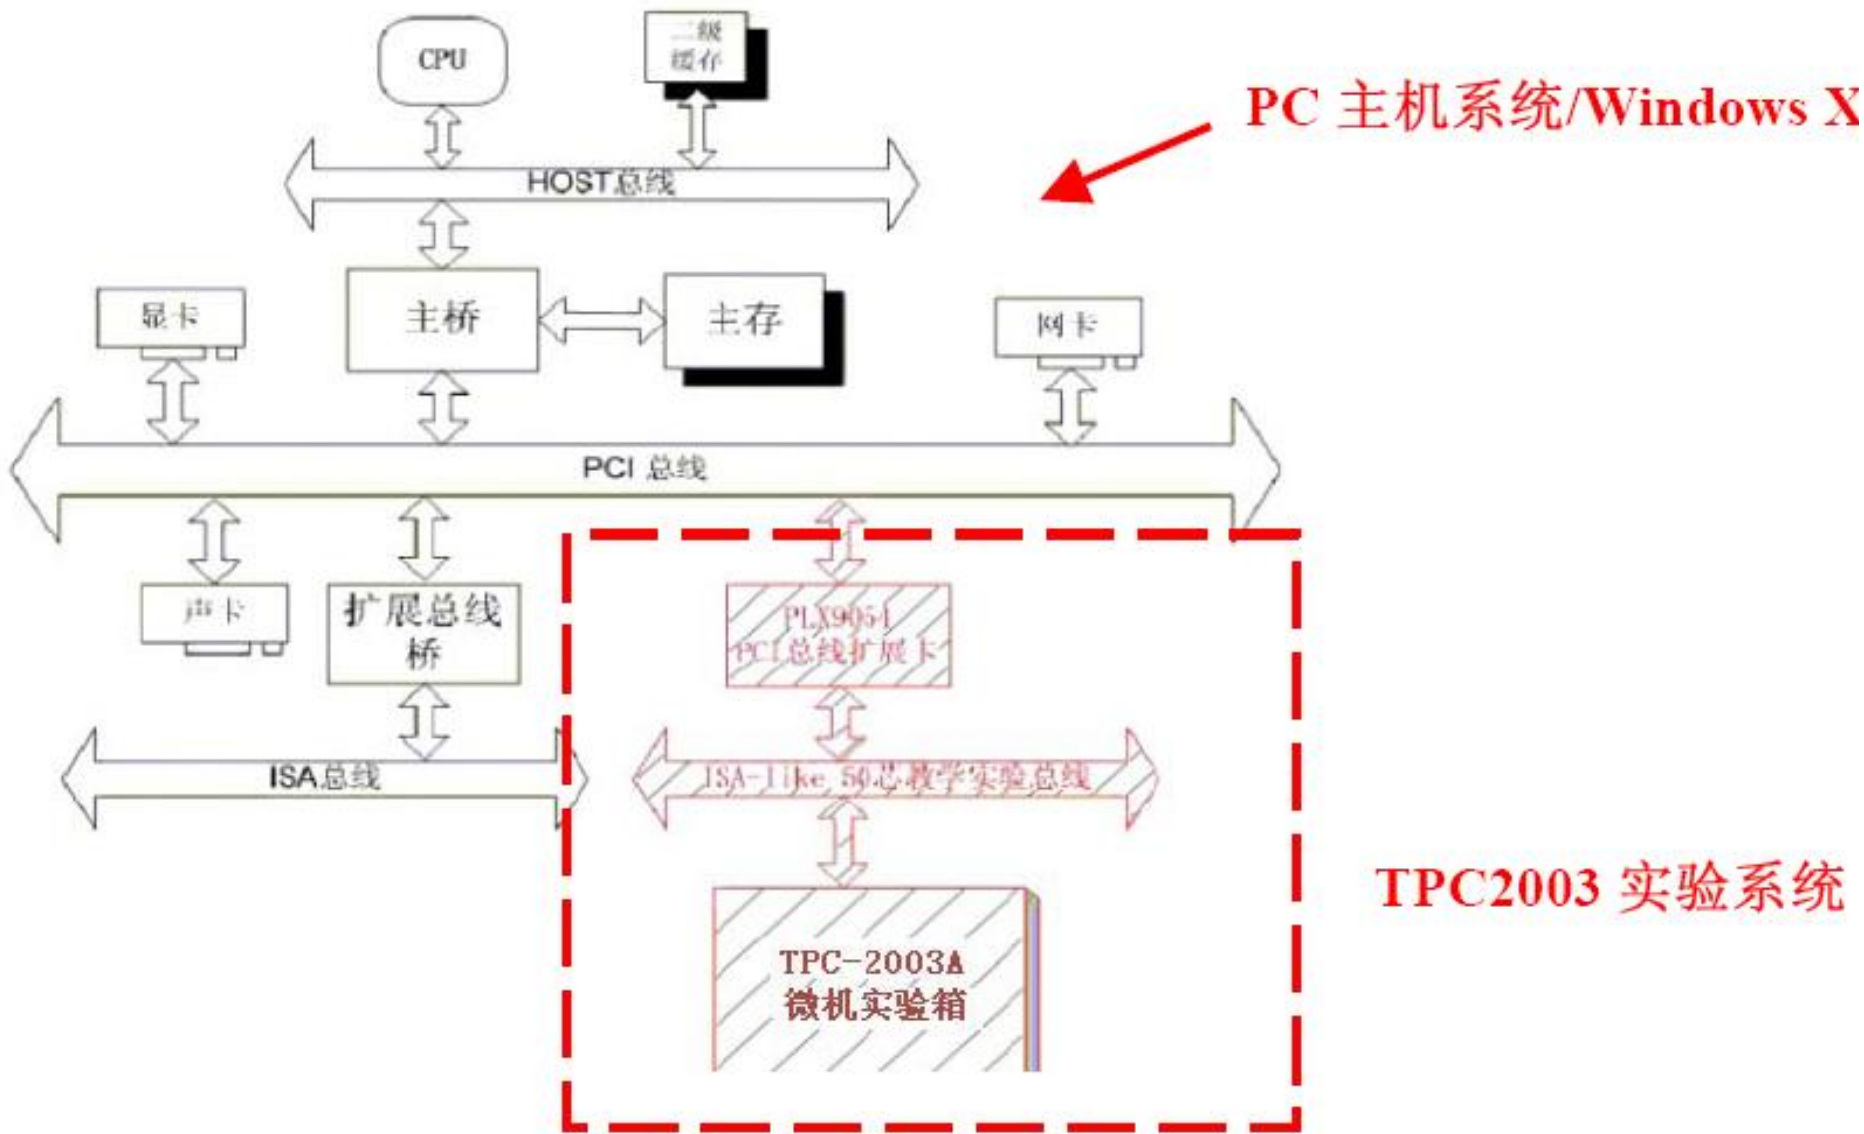 CPU
二级
缓存
PC 主机系统/Windows X
HOST总线
显卡
主桥
主存
网卡
PCI 总线
声卡
扩展总线
桥
PLX9054
PCI总线扩展卡
ISA总线
ISA-like 50芯教学实验总线
TPC2003 实验系统
TPC-2003A
微机实验箱